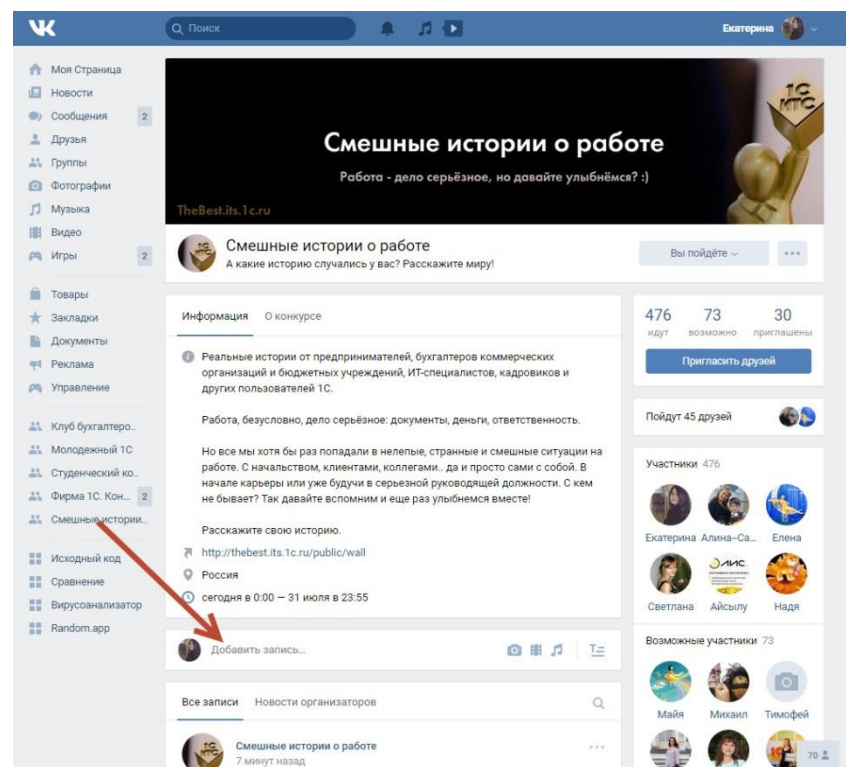 Поиск
Екатерина
Моя Страница
Новости
Сообщения 2
Друзья
Группы
Фотографии
Музыка
Видео
Игры 2
Товары
Закладки
Документы
Реклама
Управление
Клуб бухгалтеро..
Молодежный 1С
Студенческий ко..
Фирма 1С. Кон... 2
Смешные истории..
Исходный код
Сравнение
Вирусоанализатор
Random.app
1С
ИТС
Смешные истории о работе
Работа - дело серьёзное, но давайте улыбнёмся? :)
TheBest.its.1c.ru
Смешные истории о работе
А какие историю случались у вас? Расскажите миру!
Вы пойдёте
Информация О конкурсе
Реальные истории от предпринимателей, бухгалтеров коммерческих
организаций и бюджетных учреждений, ИТ-специалистов, кадровиков и
других пользователей 1С.
Работа, безусловно, дело серьёзное: документы, деньги, ответственность.
Но все мы хотя бы раз попадали в нелепые, странные и смешные ситуации на
работе. С начальством, клиентами, коллегами.. да и просто сами с собой. В
начале карьеры или уже будучи в серьезной руководящей должности. С кем
не бывает? Так давайте вспомним и еще раз улыбнемся вместе!
Расскажите свою историю.
http://thebest.its.1c.ru/public/wall
Россия
сегодня в 0:00 — 31 июля в 23:55
Добавить запись...
Все записи Новости организаторов
Смешные истории о работе
7 минут назад
476 73 30
идут возможно приглашены
Пригласить друзей
Пойдут 45 друзей
Участники 476
Екатерина Алина–Са... Елена
ЭЛИС
Светлана Айсылу Надя
Возможные участники 73
Майя Михаил Тимофей
70